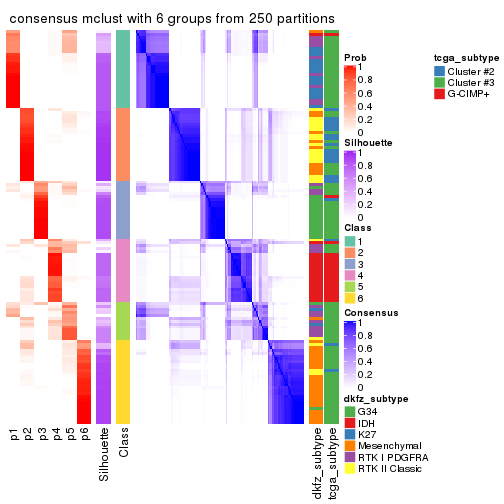 consensus mclust with 6 groups from 250 partitions
Prob
1
0.8
0.6
0.4
0.2
0
Silhouette
1
0.8
0.6
0.4
0.2
0
Class
1
2
3
4
5
6
Consensus
1
0.8
0.6
0.4
0.2
0
dkfz_subtype
G34
IDH
K27
Mesenchymal
RTK I PDGFRA
RTK II Classic
tcga_subtype
Cluster #2
Cluster #3
G-CIMP+
p1
p2
p3
p4
p5
p6
Silhouette
Class
dkfz_subtype
tcga_subtype